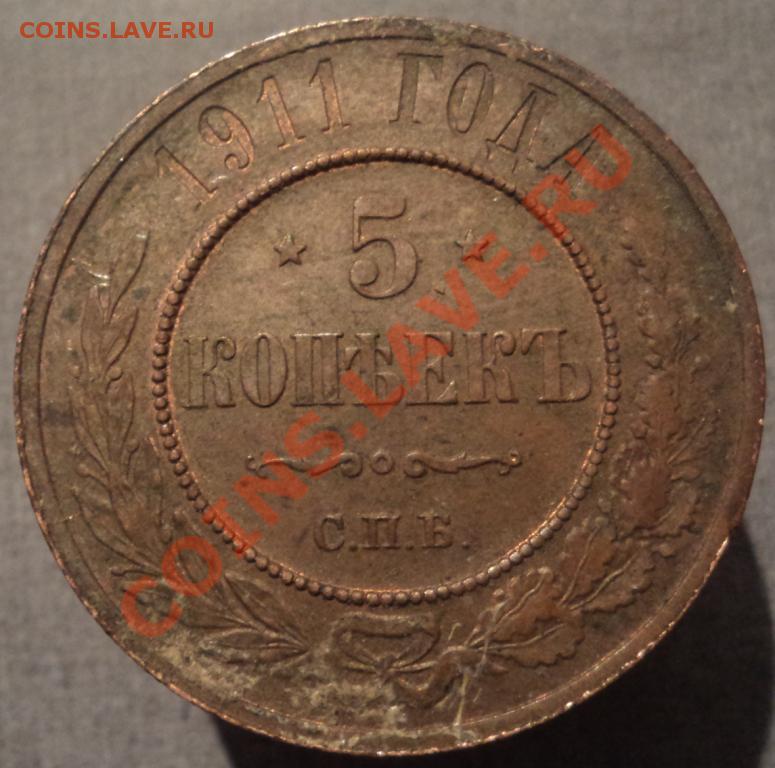 COINS.LAVE.RU
1911 ГОДА
5
КОПѢЕКЪ
С.П.Б.
COINS.LAVE.RU